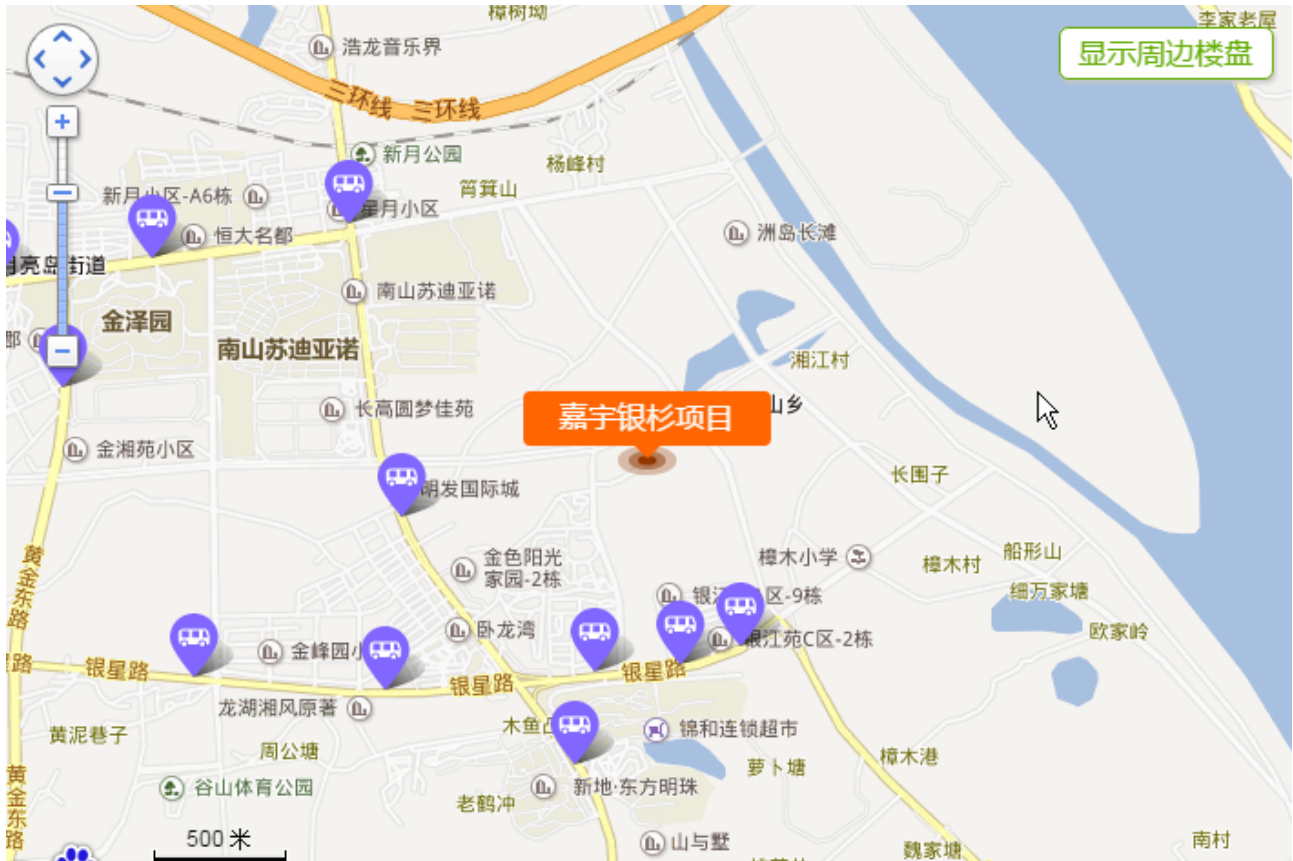 樟树坳
李家老屋
浩龙音乐界
显示周边楼盘
三环线
三环线
新月公园
杨峰村
筲箕山
新月小区-A6栋
星月小区
洲岛长滩
恒大名都
月亮岛街道
南山苏迪亚诺
金泽园
郡
南山苏迪亚诺
湘江村
长高圆梦佳苑
嘉宇银杉项目
山乡
金湘苑小区
长围子
明发国际城
黄金东路
金色阳光
家园-2栋
樟木小学
船形山
樟木村
细万家塘
银江
区-9栋
欧家岭
卧龙湾
银江苑C区-2栋
金峰园小
路
银星路
银星路
银星路
龙湖湘风原著
木鱼
锦和连锁超市
黄泥巷子
周公塘
樟木港
萝卜塘
黄金东路
谷山体育公园
新地·东方明珠
老鹤冲
500 米
山与墅
魏家塘
南村